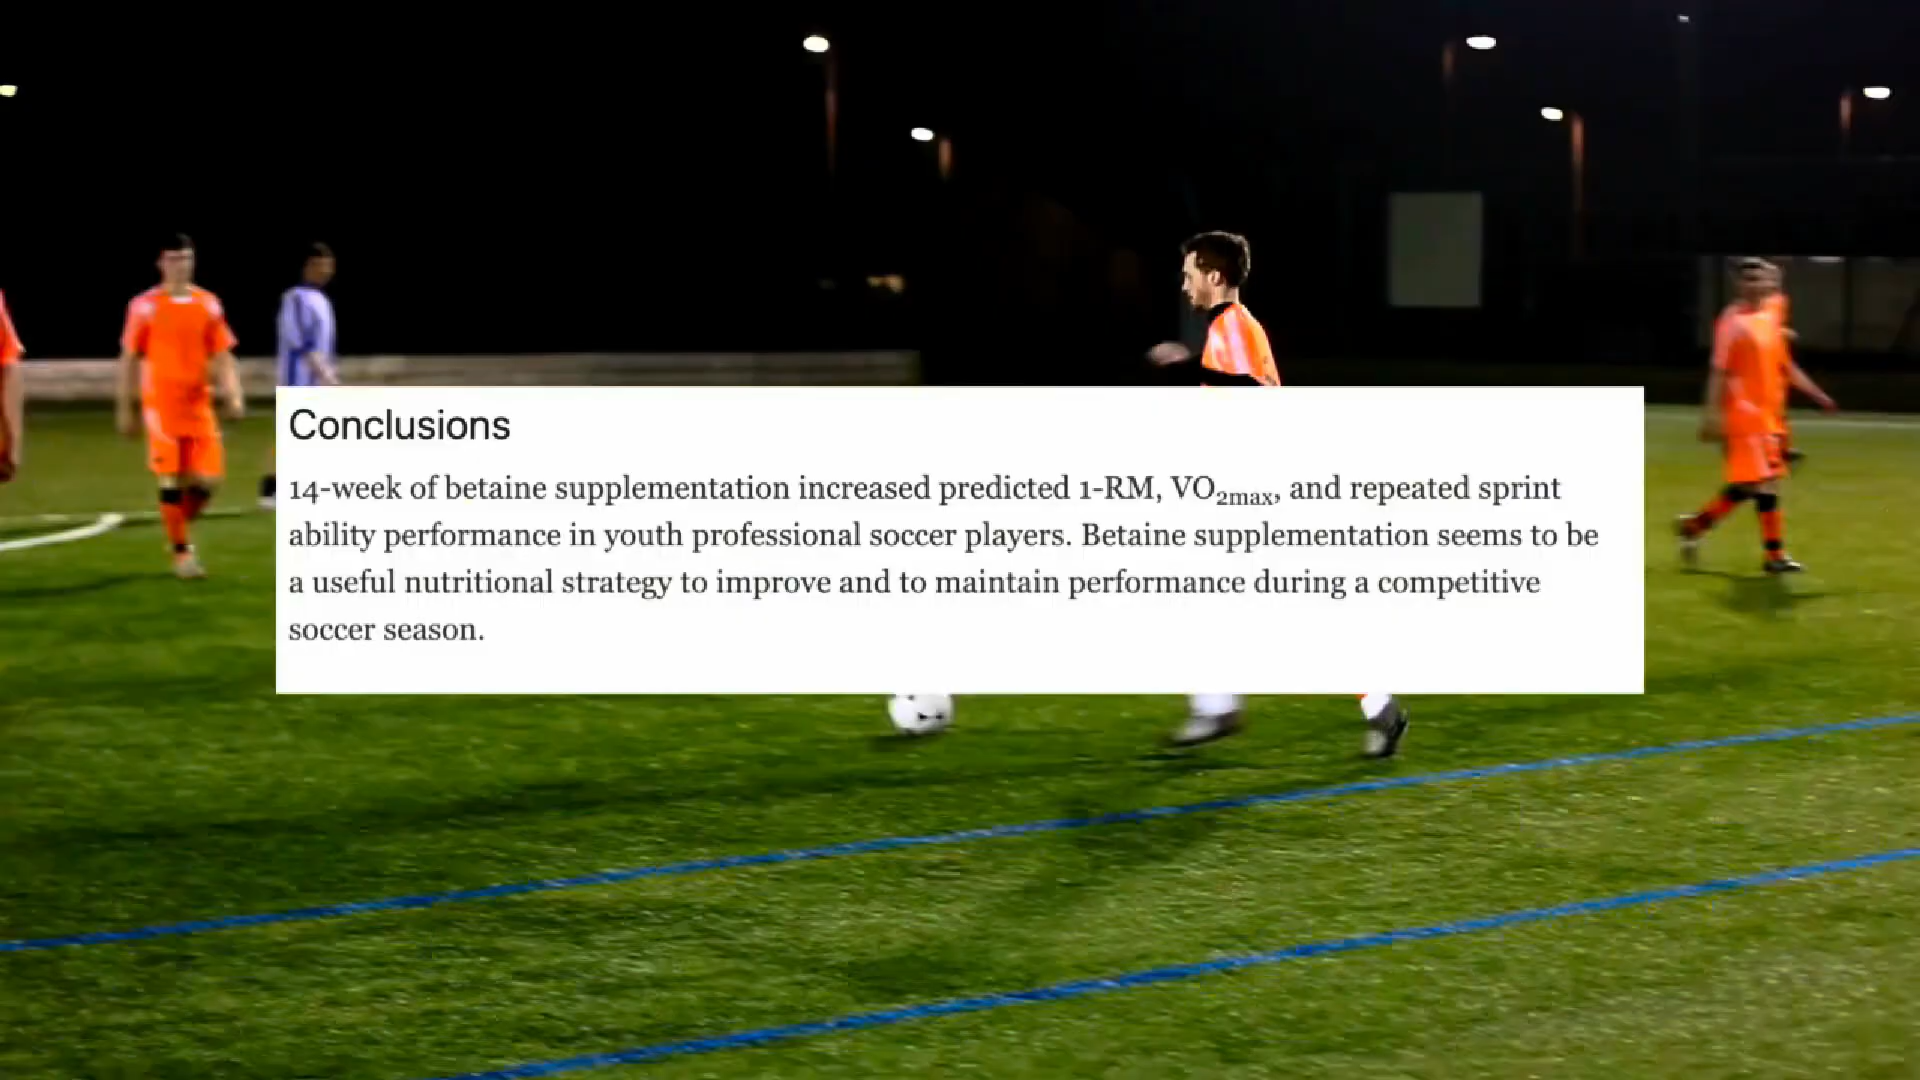 Conclusions
14-week of betaine supplementation increased predicted 1-RM, VO2max, and repeated sprint
ability performance in youth professional soccer players. Betaine supplementation seems to be
a useful nutritional strategy to improve and to maintain performance during a competitive
soccer season.